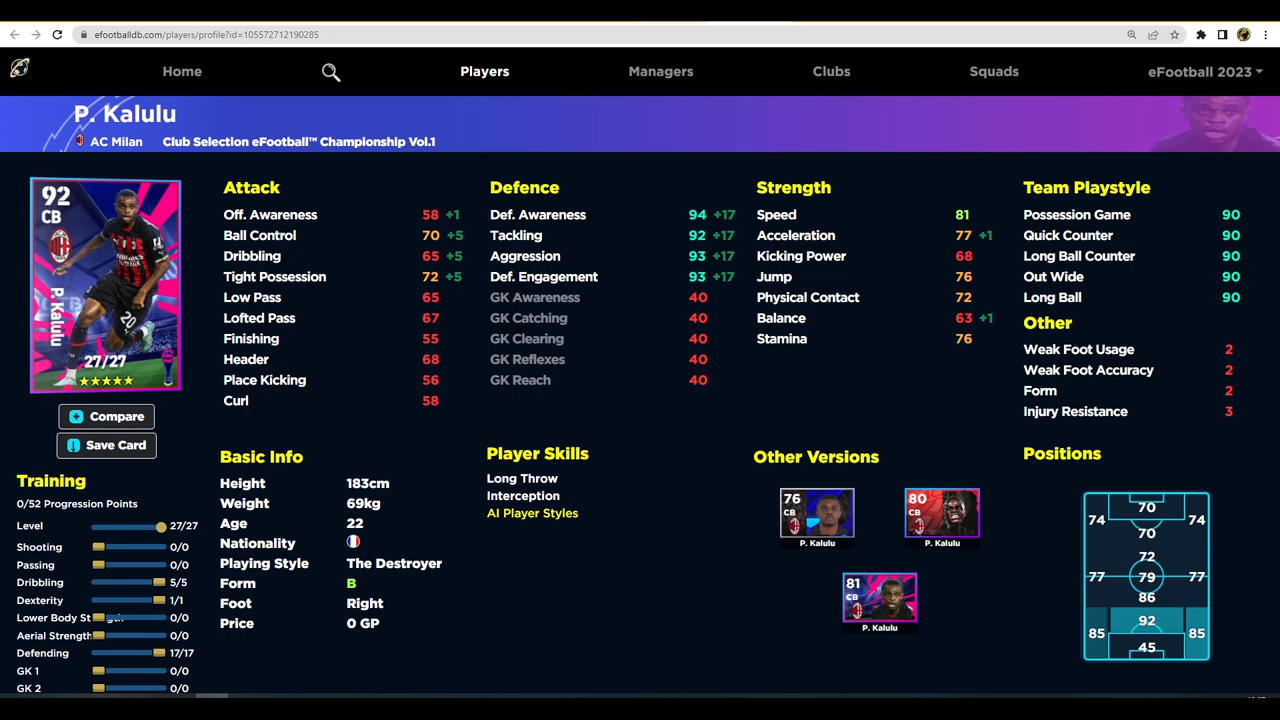 efootballdb.com/players/profile?id=105572712190285
Home
Players
Managers
Clubs
Squads
eFootball 2023
P. Kalulu
AC Milan
Club Selection eFootball™ Championship Vol.1
92
CB
P.Kalulu
20
27/27
Compare
Save Card
Training
0/52 Progression Points
Level 27/27
Shooting 0/0
Passing 0/0
Dribbling 5/5
Dexterity 1/1
Lower Body Strength 0/0
Aerial Strength 0/0
Defending 17/17
GK 1 0/0
GK 2 0/0
Attack
Off. Awareness 58 +1
Ball Control 70 +5
Dribbling 65 +5
Tight Possession 72 +5
Low Pass 65
Lofted Pass 67
Finishing 55
Header 68
Place Kicking 56
Curl 58
Defence
Def. Awareness 94 +17
Tackling 92 +17
Aggression 93 +17
Def. Engagement 93 +17
GK Awareness 40
GK Catching 40
GK Clearing 40
GK Reflexes 40
GK Reach 40
Strength
Speed 81
Acceleration 77 +1
Kicking Power 68
Jump 76
Physical Contact 72
Balance 63 +1
Stamina 76
Team Playstyle
Possession Game 90
Quick Counter 90
Long Ball Counter 90
Out Wide 90
Long Ball 90
Other
Weak Foot Usage 2
Weak Foot Accuracy 2
Form 2
Injury Resistance 3
Basic Info
Height 183cm
Weight 69kg
Age 22
Nationality
Playing Style The Destroyer
Form B
Foot Right
Price 0 GP
Player Skills
Long Throw
Interception
AI Player Styles
Other Versions
76
CB
P. Kalulu
80
CB
P. Kalulu
81
CB
P. Kalulu
Positions
70
74 74
70
72
77 79 77
86
92
85 85
45